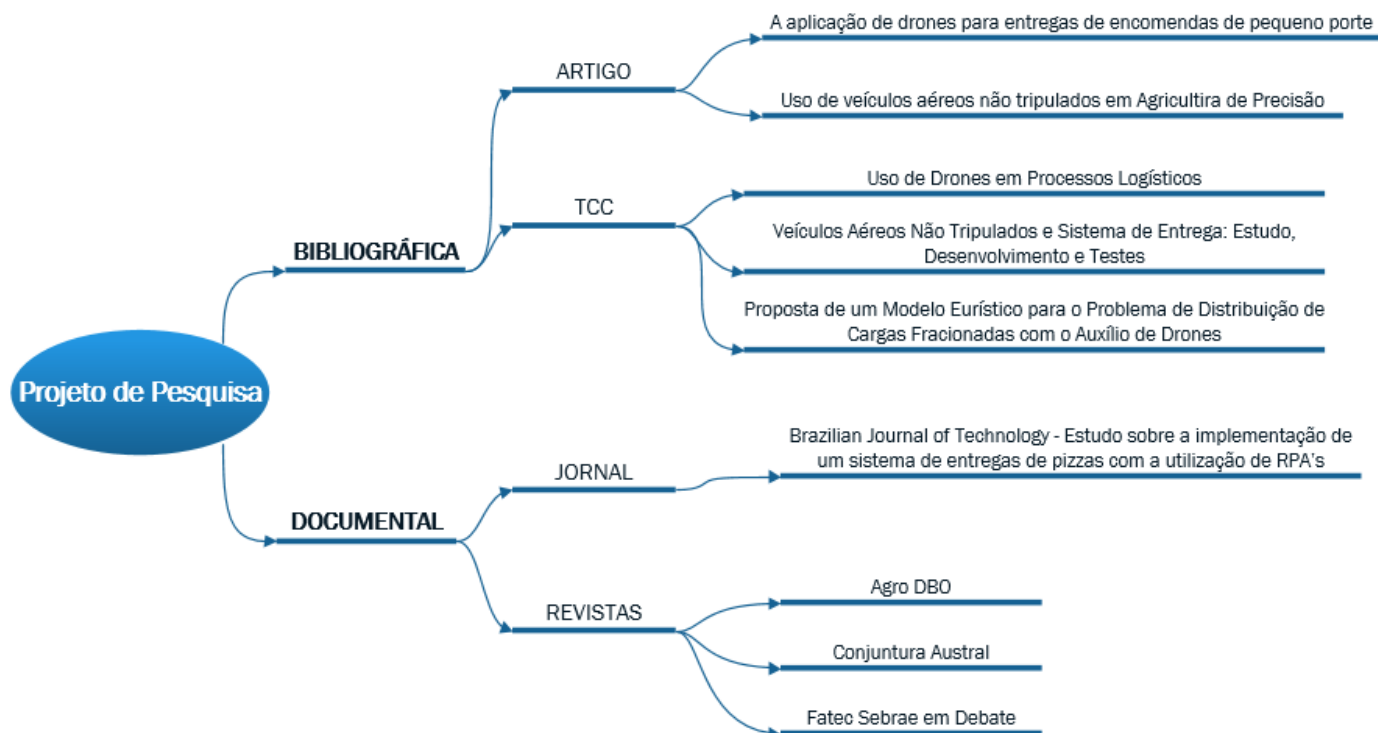 A aplicação de drones para entregas de encomendas de pequeno porte
ARTIGO
Uso de veículos aéreos não tripulados em Agricultira de Precisão
Uso de Drones em Processos Logísticos
TCC
Veículos Aéreos Não Tripulados e Sistema de Entrega: Estudo,
Desenvolvimento e Testes
BIBLIOGRÁFICA
Proposta de um Modelo Eurístico para o Problema de Distribuição de
Cargas Fracionadas com o Auxílio de Drones
Projeto de Pesquisa
Brazilian Journal of Technology - Estudo sobre a implementação de
um sistema de entregas de pizzas com a utilização de RPA's
JORNAL
DOCUMENTAL
Agro DBO
REVISTAS
Conjuntura Austral
Fatec Sebrae em Debate